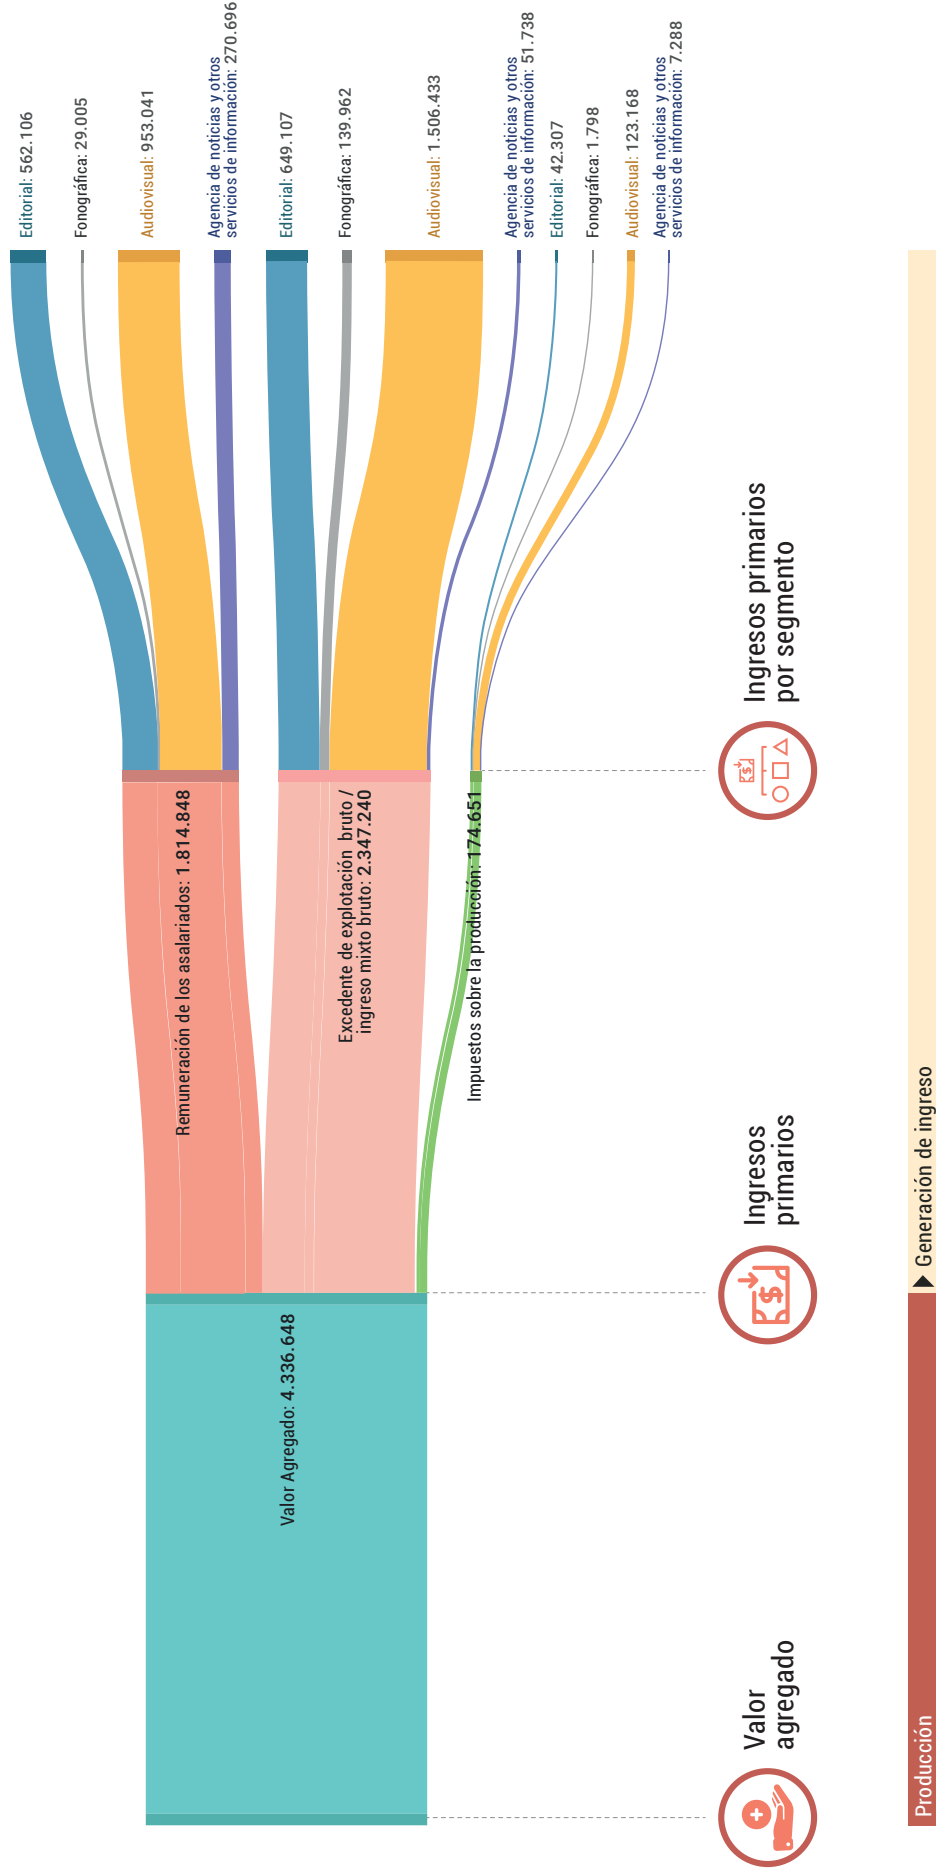 Valor Agregado: 4.336.648
Remuneración de los asalariados: 1.814.848
Excedente de explotación bruto /
ingreso mixto bruto: 2.347.240
Impuestos sobre la producción: 174.651
Editorial: 562.106
Fonográfica: 29.005
Audiovisual: 953.041
Agencia de noticias y otros
servicios de información: 270.696
Editorial: 649.107
Fonográfica: 139.962
Audiovisual: 1.506.433
Agencia de noticias y otros
servicios de información: 51.738
Editorial: 42.307
Fonográfica: 1.798
Audiovisual: 123.168
Agencia de noticias y otros
servicios de información: 7.288
Valor
agregado
Ingresos
primarios
Ingresos primarios
por segmento
Producción
Generación de ingreso